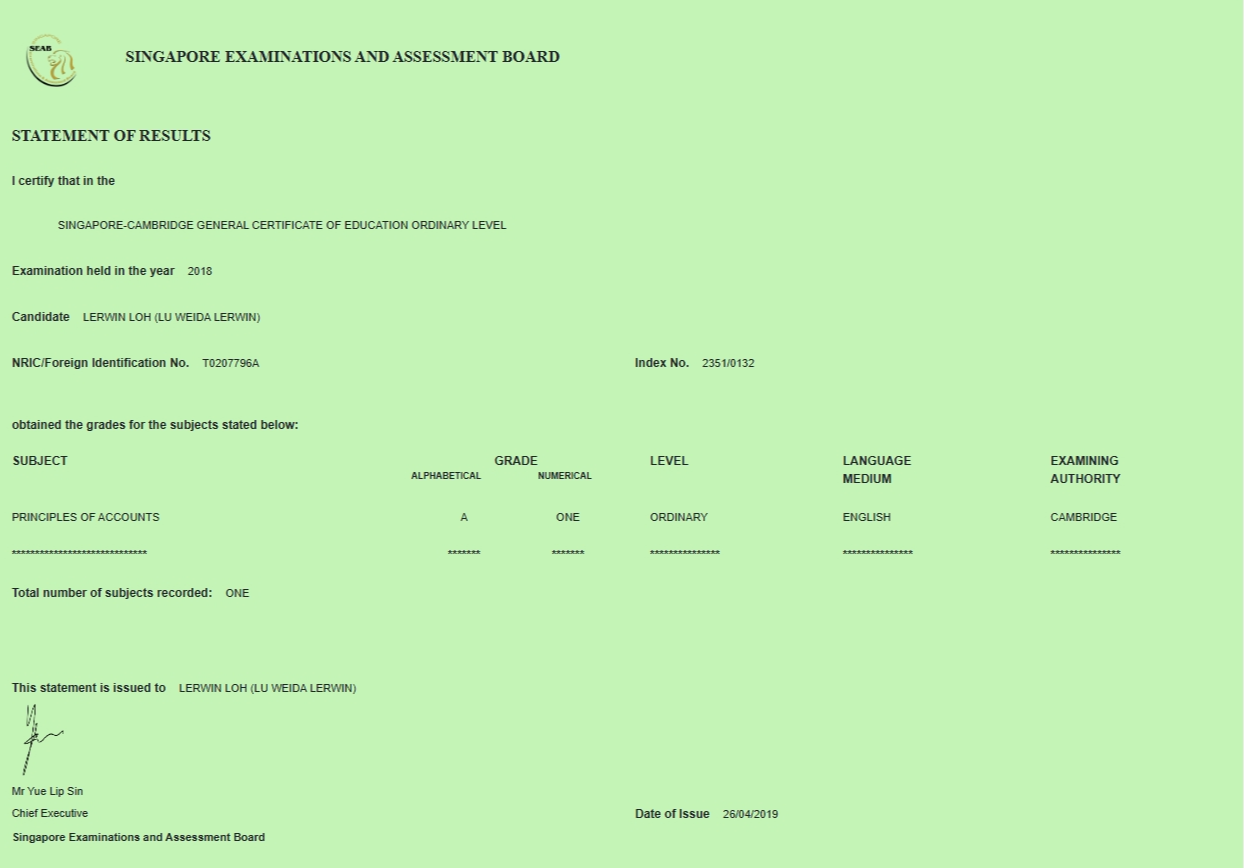 SEAB
SINGAPORE EXAMINATIONS AND ASSESSMENT BOARD
STATEMENT OF RESULTS
I certify that in the
SINGAPORE-CAMBRIDGE GENERAL CERTIFICATE OF EDUCATION ORDINARY LEVEL
Examination held in the year 2018
Candidate LERWIN LOH (LU WEIDA LERWIN)
NRIC/Foreign Identification No. T0207796A Index No. 2351/0132
obtained the grades for the subjects stated below:
SUBJECT GRADE LEVEL LANGUAGE EXAMINING
ALPHABETICAL NUMERICAL MEDIUM AUTHORITY
PRINCIPLES OF ACCOUNTS A ONE ORDINARY ENGLISH CAMBRIDGE
***************************** ******* ******* *************** *************** ***************
Total number of subjects recorded: ONE
This statement is issued to LERWIN LOH (LU WEIDA LERWIN)
Mr Yue Lip Sin
Chief Executive Date of Issue 26/04/2019
Singapore Examinations and Assessment Board